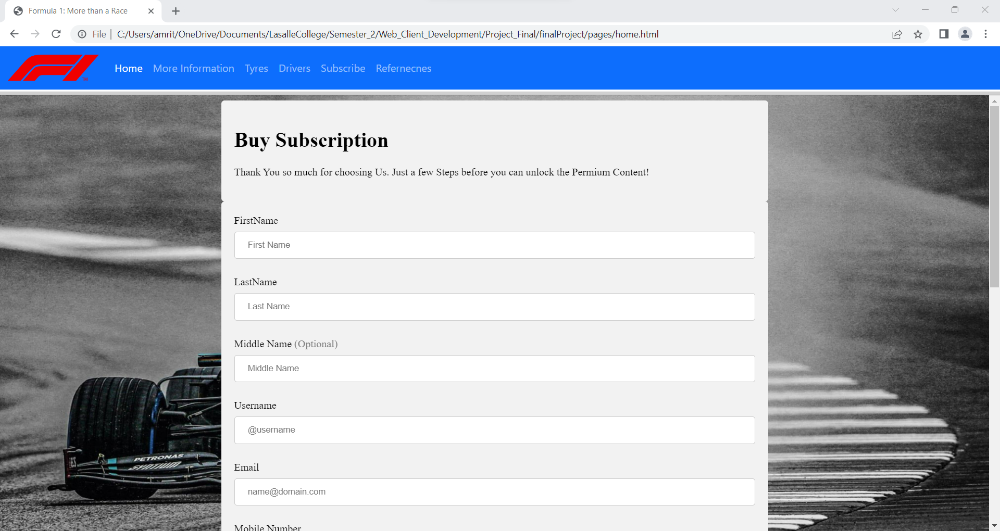 Formula 1: More than a Race
File C:/Users/amrit/OneDrive/Documents/LasalleCollege/Semester_2/Web_Client_Development/Project_Final/finalProject/pages/home.html
F1 TM Home More Information Tyres Drivers Subscribe Refernecnes
Buy Subscription
Thank You so much for choosing Us. Just a few Steps before you can unlock the Permium Content!
FirstName
First Name
LastName
Last Name
Middle Name (Optional)
Middle Name
Username
@username
PETRONAS
SYNTIUM
Email
name@domain.com
Mobile Number